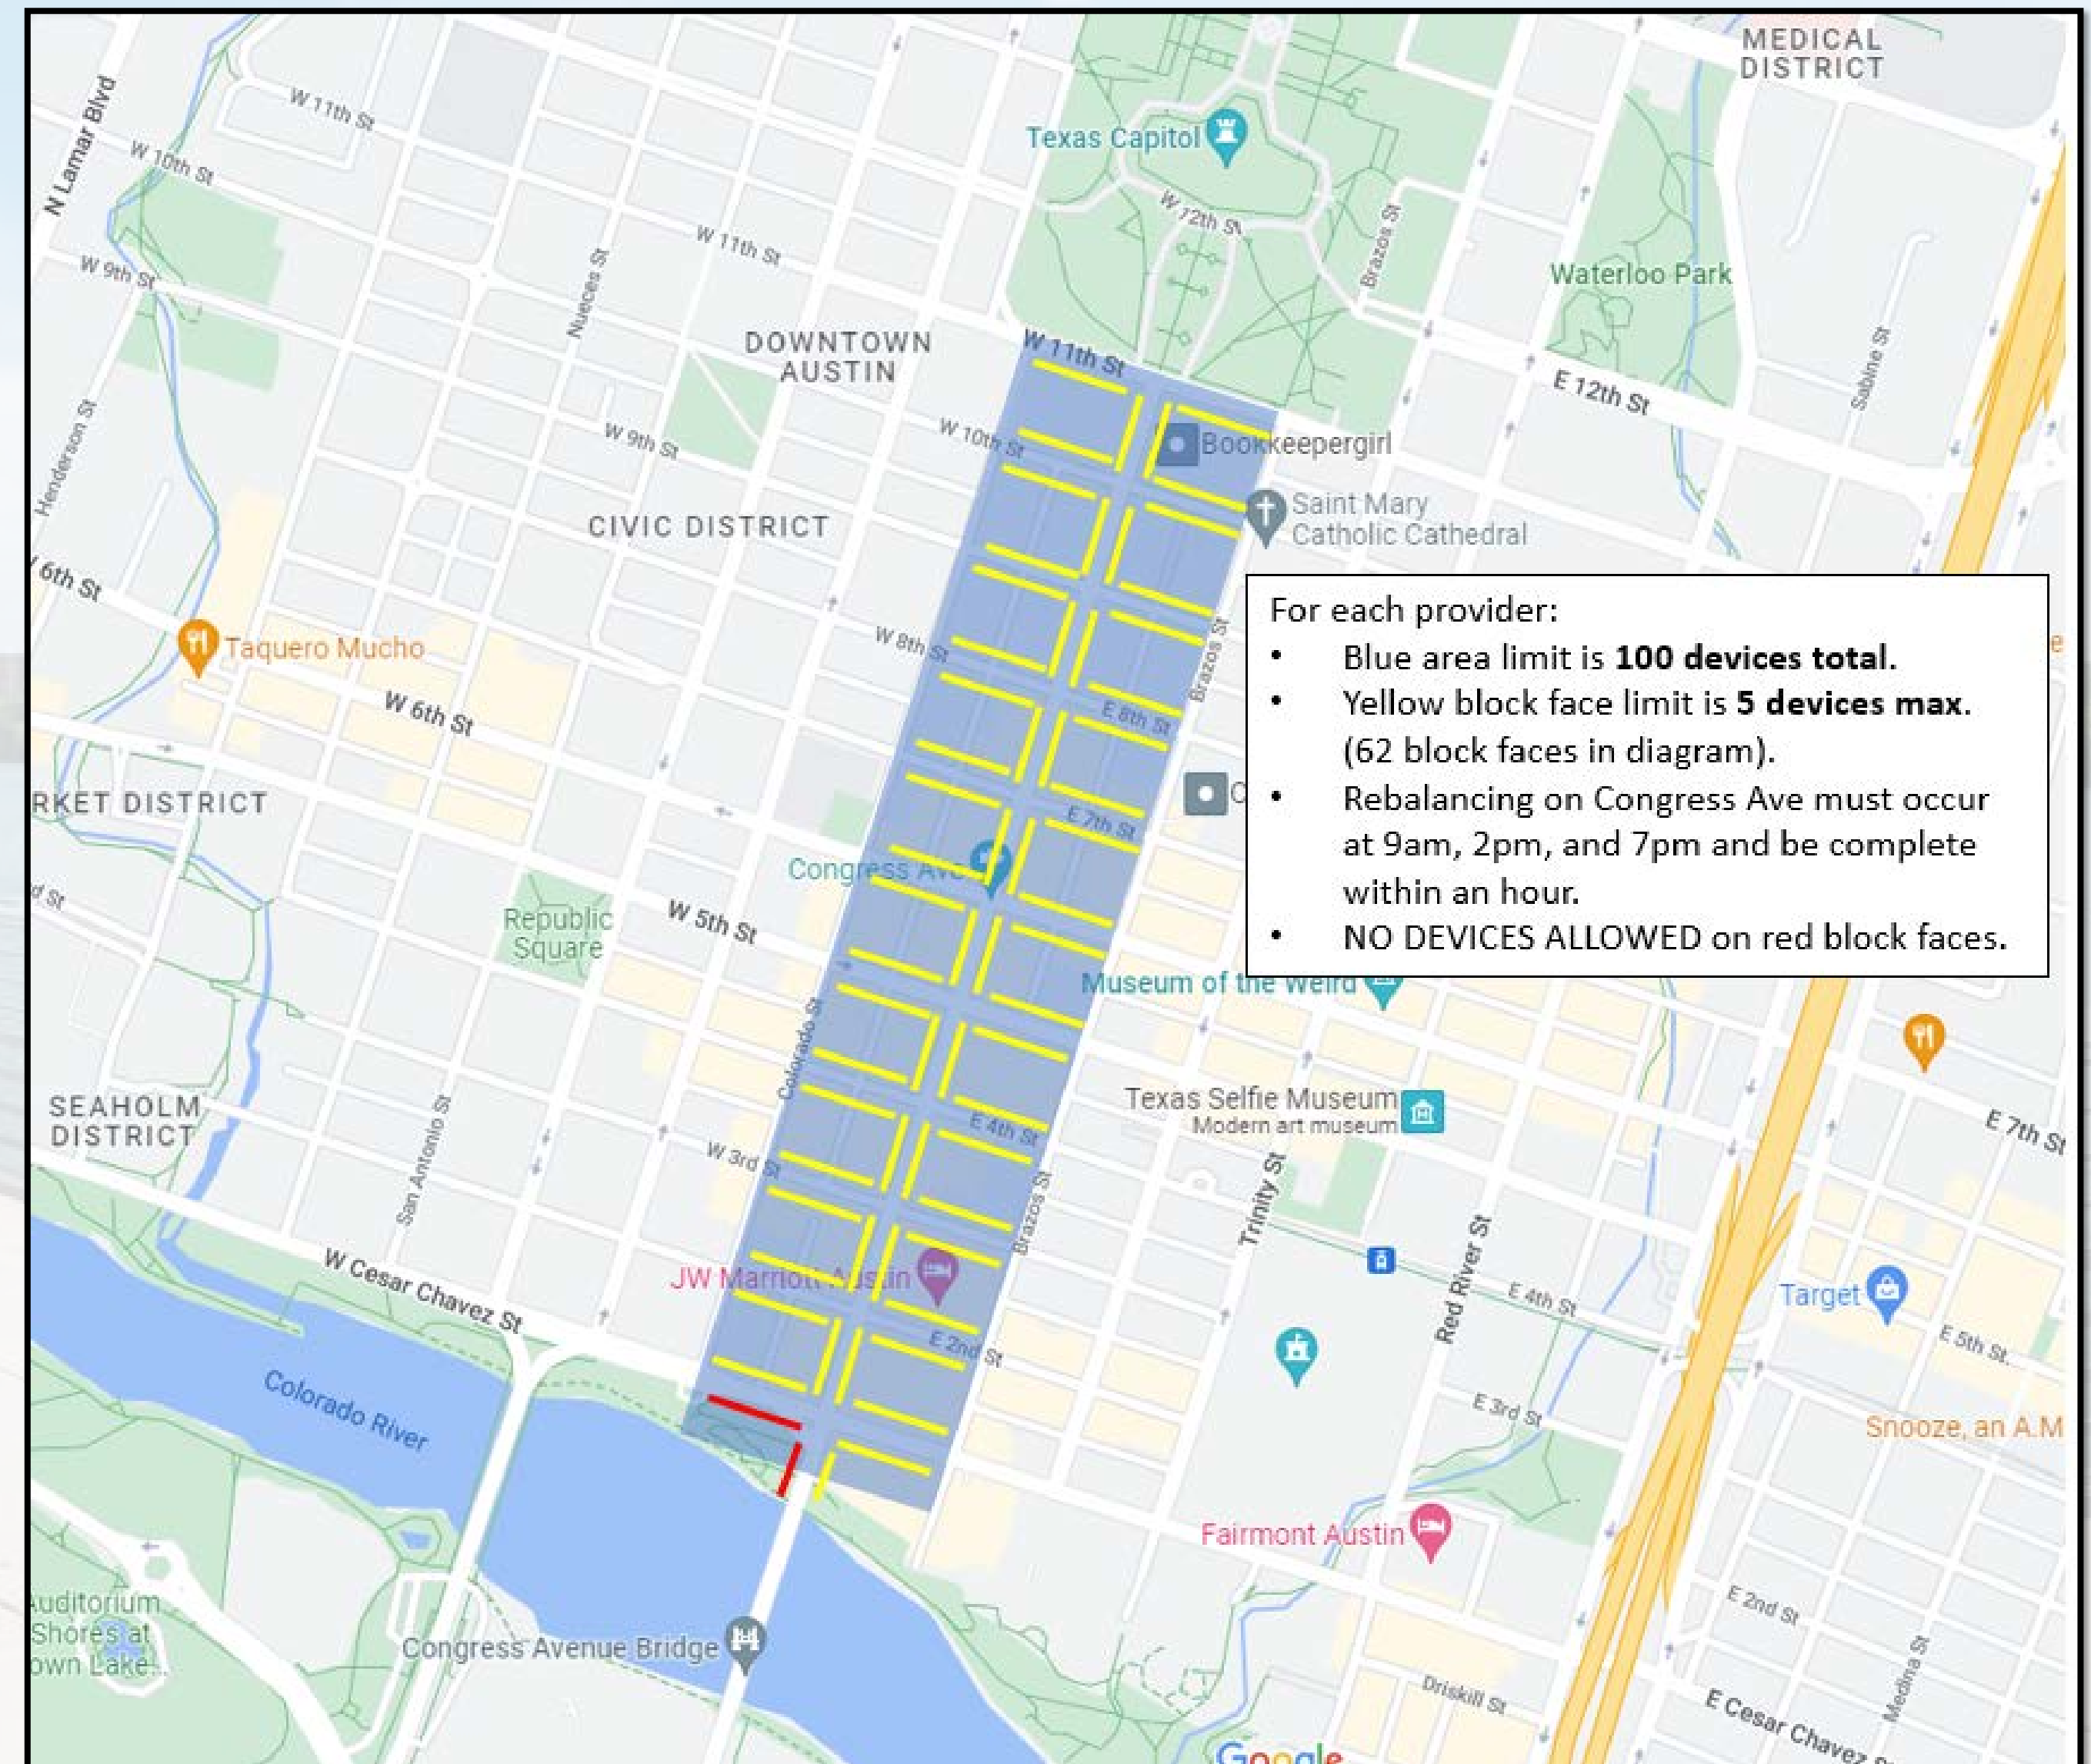 MEDICAL
DISTRICT
N Lamar Blvd
W 11th St
W 10th St
Texas Capitol
W 12th St
Brazos St
W 11th St
W 9th St
Nueces St
Waterloo Park
DOWNTOWN
AUSTIN
W 11th St
Sabine St
E 12th St
Henderson St
W 9th St
W 10th St
Bookkeepergirl
CIVIC DISTRICT
Saint Mary
Catholic Cathedral
6th St
For each provider:
• Blue area limit is 100 devices total.
• Yellow block face limit is 5 devices max.
(62 block faces in diagram).
• Rebalancing on Congress Ave must occur
at 9am, 2pm, and 7pm and be complete
within an hour.
• NO DEVICES ALLOWED on red block faces.
Taquero Mucho
W 8th St
Brazos St
W 6th St
E 8th St
RKET DISTRICT
E 7th St
Congress Ave
d St
Republic
Square
W 5th St
Museum of the Weird
Colorado St
SEAHOLM
DISTRICT
San Antonio St
Texas Selfie Museum
Modern art museum
E 7th St
E 4th St
W 3rd St
Brazos St
Trinity St
Red River St
W Cesar Chavez St
JW Marriott Austin
E 4th St
Target
E 2nd St
E 5th St
Colorado River
E 3rd St
Snooze, an A.M
Fairmont Austin
Auditorium
Shores at
own Lake...
Congress Avenue Bridge
E 2nd St
Medina St
Driskill St
E Cesar Chavez S
Google